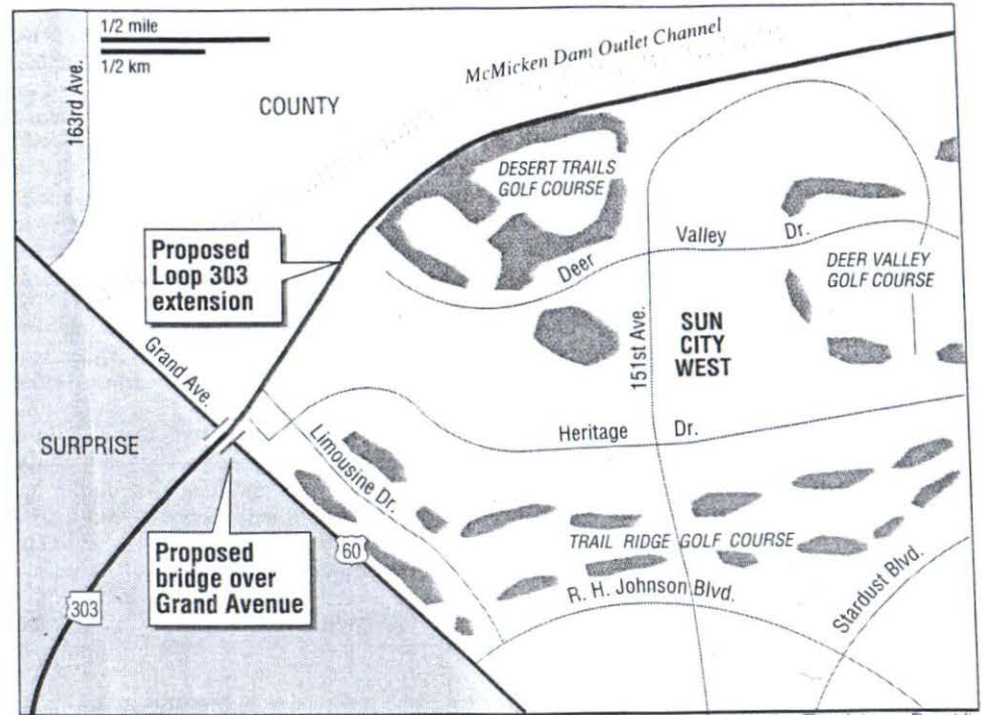 1/2 mile
1/2 km
163rd Ave.
COUNTY
McMicken Dam Outlet Channel
DESERT TRAILS
GOLF COURSE
Proposed
Loop 303
extension
Valley Dr.
Deer
DEER VALLEY
GOLF COURSE
151st Ave.
SUN
CITY
WEST
Grand Ave.
SURPRISE
Heritage Dr.
Limousine Dr.
TRAIL RIDGE GOLF COURSE
60
Proposed
bridge over
Grand Avenue
R. H. Johnson Blvd.
Stardust Blvd.
303